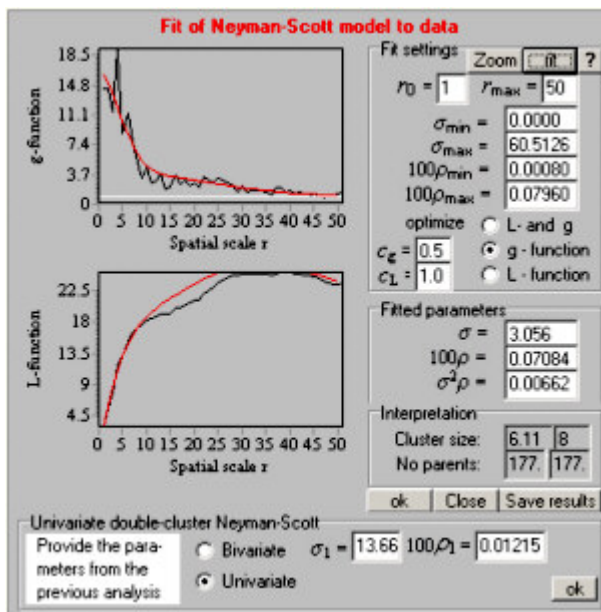 Fit of Neyman-Scott model to data
18.5
14.8
11.1
7.4
3.7
g-function
0 5 10 15 20 25 30 35 40 45 50
Spatial scale r
22.5
18
13.5
9
4.5
L-function
0 5 10 15 20 25 30 35 40 45 50
Spatial scale r
Fit settings
Zoom fit ?
r0 = 1 rmax = 50
σmin = 0.0000
σmax = 60.5126
100ρmin = 0.00080
100ρmax = 0.07960
optimize
L- and g
cg = 0.5 g - function
cL = 1.0 L - function
Fitted parameters
σ = 3.056
100ρ = 0.07084
σ²ρ = 0.00662
Interpretation
Cluster size: 6.11 8
No parents: 177. 177.
ok Close Save results
Univariate double-cluster Neyman-Scott
Provide the para-
meters from the
previous analysis
Bivariate σ1 = 13.66 100ρ1 = 0.01215
Univariate
ok